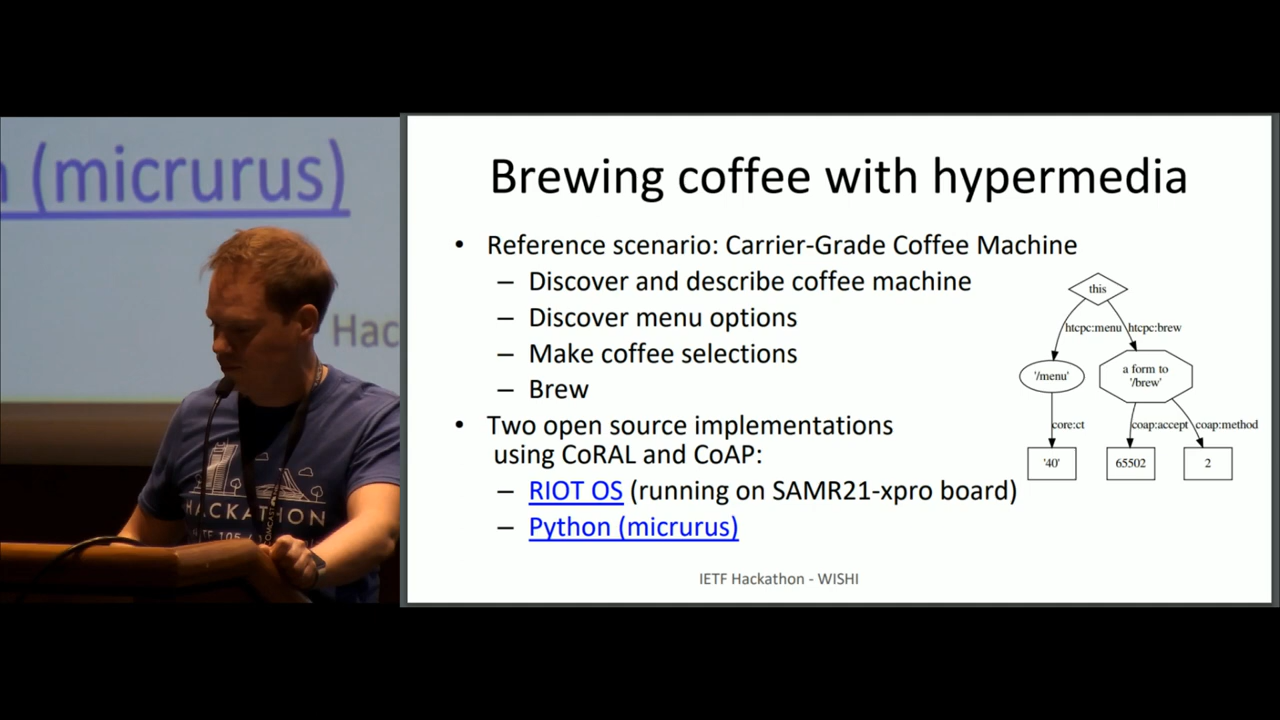 (micrurus)
Hac
HACKATHON
IETF 105
COMCAST
Brewing coffee with hypermedia
• Reference scenario: Carrier-Grade Coffee Machine
– Discover and describe coffee machine
– Discover menu options
– Make coffee selections
– Brew
• Two open source implementations
using CoRAL and CoAP:
– RIOT OS (running on SAMR21-xpro board)
– Python (micrurus)
this
htcpc:menu htcpc:brew
'/menu'
a form to
'/brew'
core:ct
coap:accept coap:method
'40'
65502
2
IETF Hackathon - WISHI